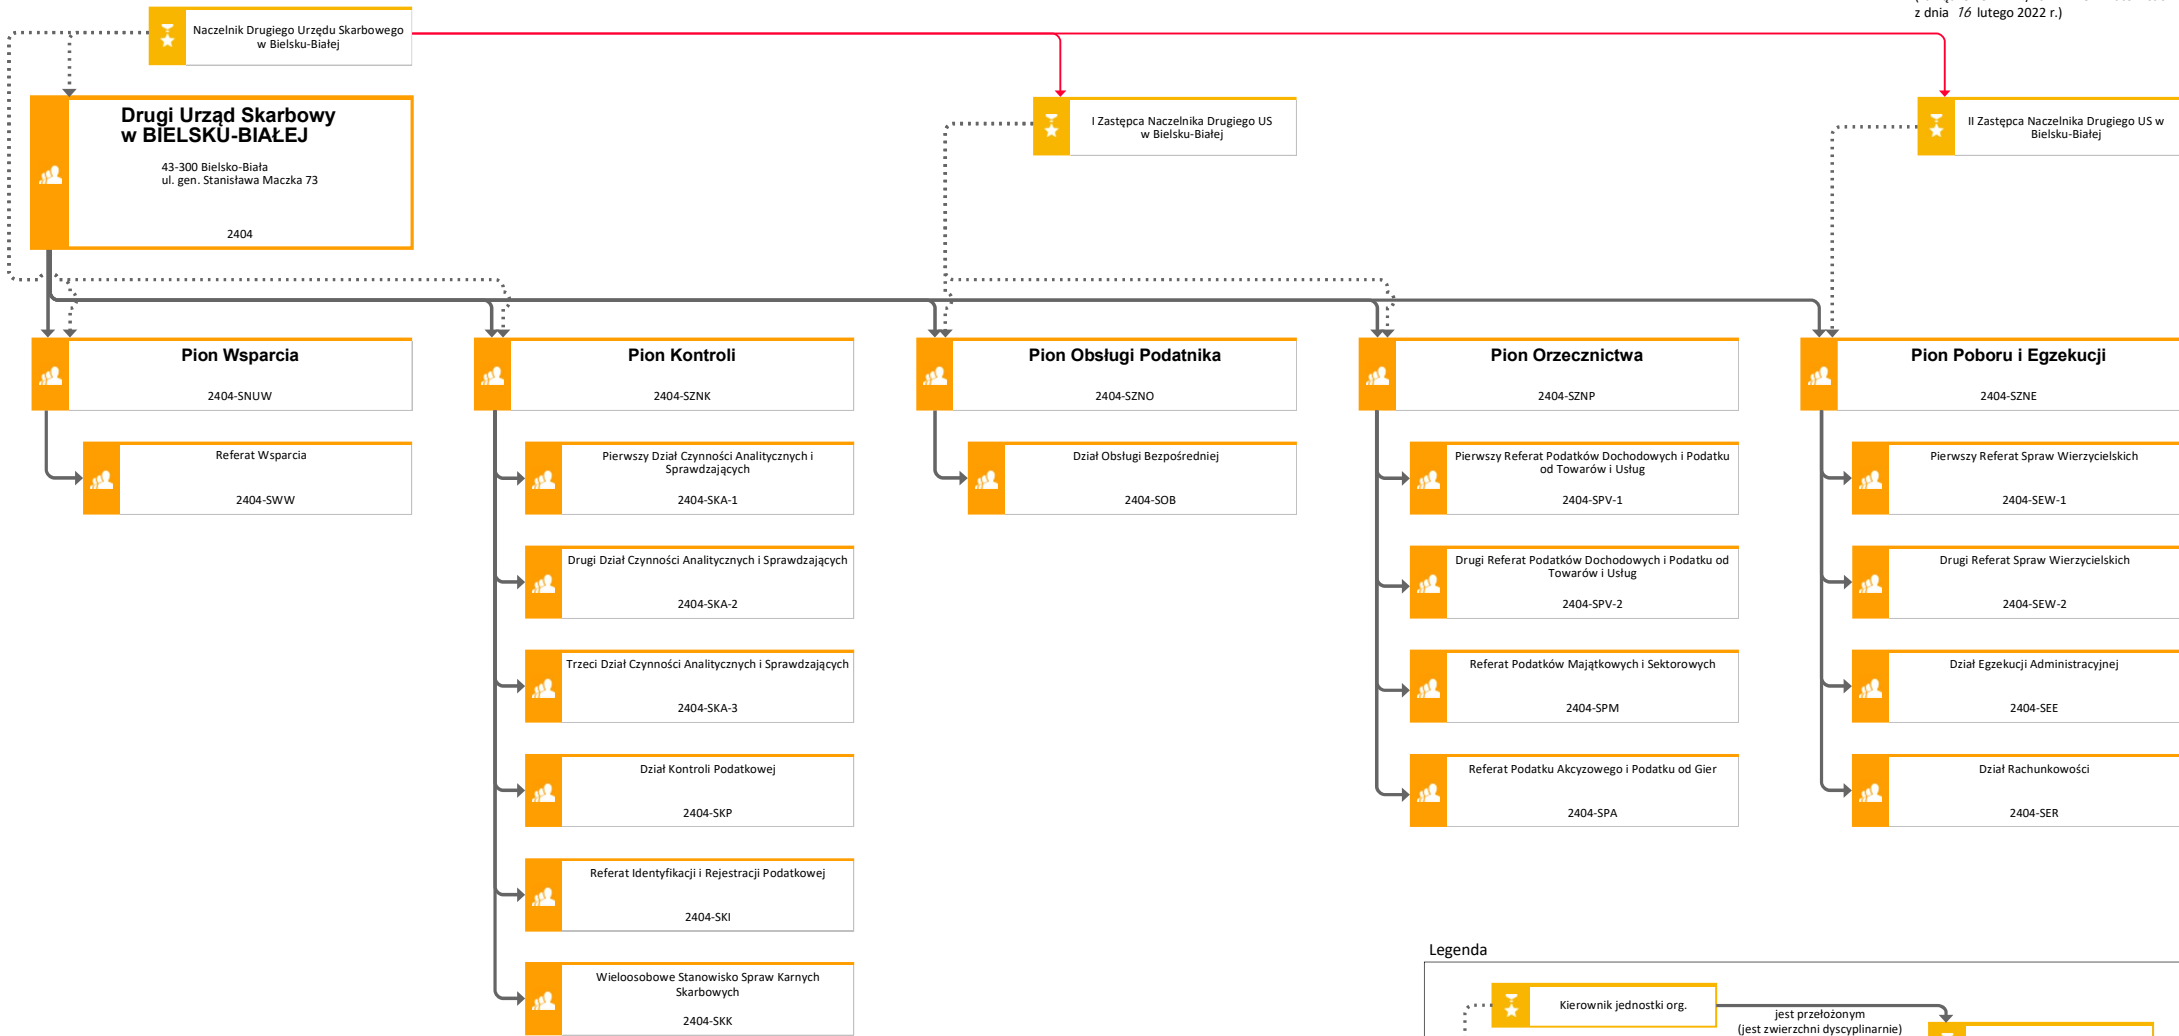 z dnia 16 lutego 2022 r.)
Naczelnik Drugiego Urzędu Skarbowego
w Bielsku-Białej
Drugi Urząd Skarbowy
w BIELSKU-BIAŁEJ
43-300 Bielsko-Biała
ul. gen. Stanisława Maczka 73
2404
I Zastępca Naczelnika Drugiego US
w Bielsku-Białej
II Zastępca Naczelnika Drugiego US w
Bielsku-Białej
Pion Wsparcia
2404-SNUW
Referat Wsparcia
2404-SWW
Pion Kontroli
2404-SZNK
Pierwszy Dział Czynności Analitycznych i
Sprawdzających
2404-SKA-1
Drugi Dział Czynności Analitycznych i Sprawdzających
2404-SKA-2
Trzeci Dział Czynności Analitycznych i Sprawdzających
2404-SKA-3
Dział Kontroli Podatkowej
2404-SKP
Referat Identyfikacji i Rejestracji Podatkowej
2404-SKI
Wieloosobowe Stanowisko Spraw Karnych
Skarbowych
2404-SKK
Pion Obsługi Podatnika
2404-SZNO
Dział Obsługi Bezpośredniej
2404-SOB
Pion Orzecznictwa
2404-SZNP
Pierwszy Referat Podatków Dochodowych i Podatku
od Towarów i Usług
2404-SPV-1
Drugi Referat Podatków Dochodowych i Podatku od
Towarów i Usług
2404-SPV-2
Referat Podatków Majątkowych i Sektorowych
2404-SPM
Referat Podatku Akcyzowego i Podatku od Gier
2404-SPA
Pion Poboru i Egzekucji
2404-SZNE
Pierwszy Referat Spraw Wierzycielskich
2404-SEW-1
Drugi Referat Spraw Wierzycielskich
2404-SEW-2
Dział Egzekucji Administracyjnej
2404-SEE
Dział Rachunkowości
2404-SER
Legenda
Kierownik jednostki org.
jest przełożonym
(jest zwierzchni dyscyplinarnie)